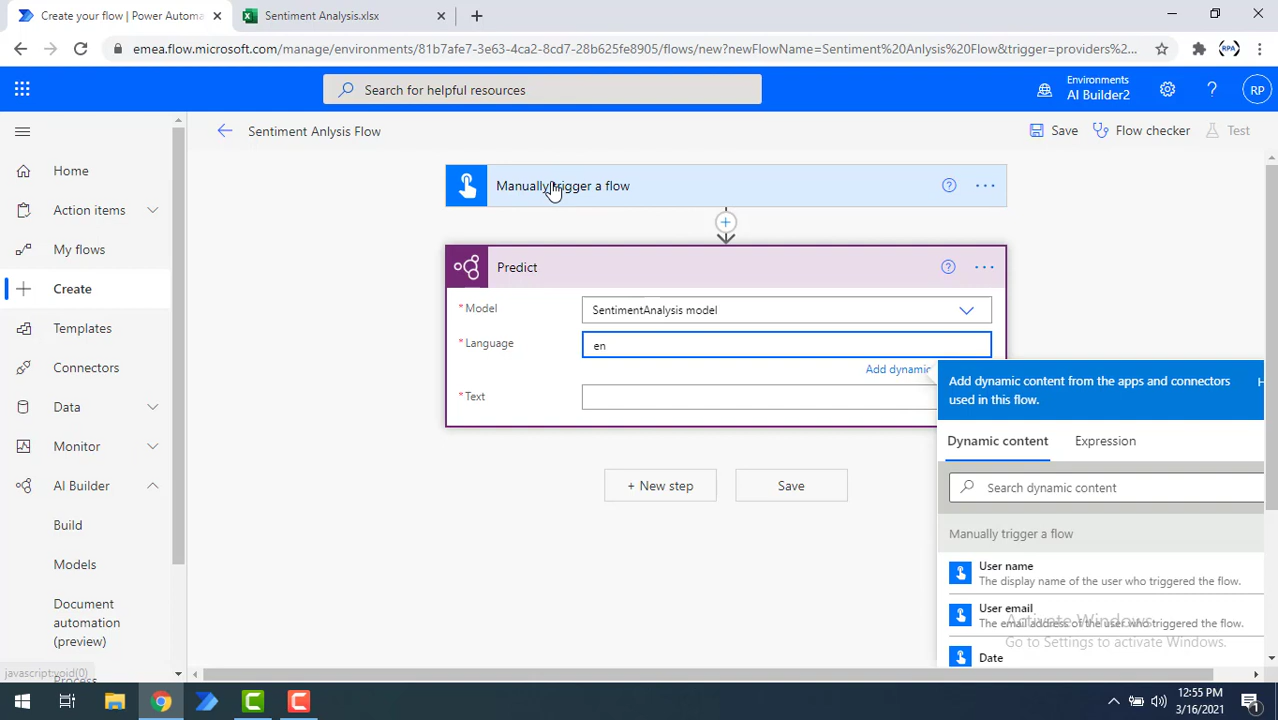 Create your flow | Power Automa
Sentiment Analysis.xlsx
emea.flow.microsoft.com/manage/environments/81b7afe7-3e63-4ca2-8cd7-28b625fe8905/flows/new?newFlowName=Sentiment%20Anlysis%20Flow&trigger=providers%2...
RPA
Search for helpful resources
Environments
AI Builder2
RP
Sentiment Anlysis Flow
Save
Flow checker
Test
Home
Action items
My flows
Create
Templates
Connectors
Data
Monitor
AI Builder
Build
Models
Document
automation
(preview)
Manually trigger a flow
Predict
*Model
SentimentAnalysis model
*Language
en
Add dynamic
*Text
+ New step
Save
Add dynamic content from the apps and connectors
used in this flow.
H
Dynamic content
Expression
Search dynamic content
Manually trigger a flow
User name
The display name of the user who triggered the flow.
User email
The email address of the user who triggered the flow.
Date
Activate Windows
Go to Settings to activate Windows.
javascript:void(0)
12:55 PM
3/16/2021
1